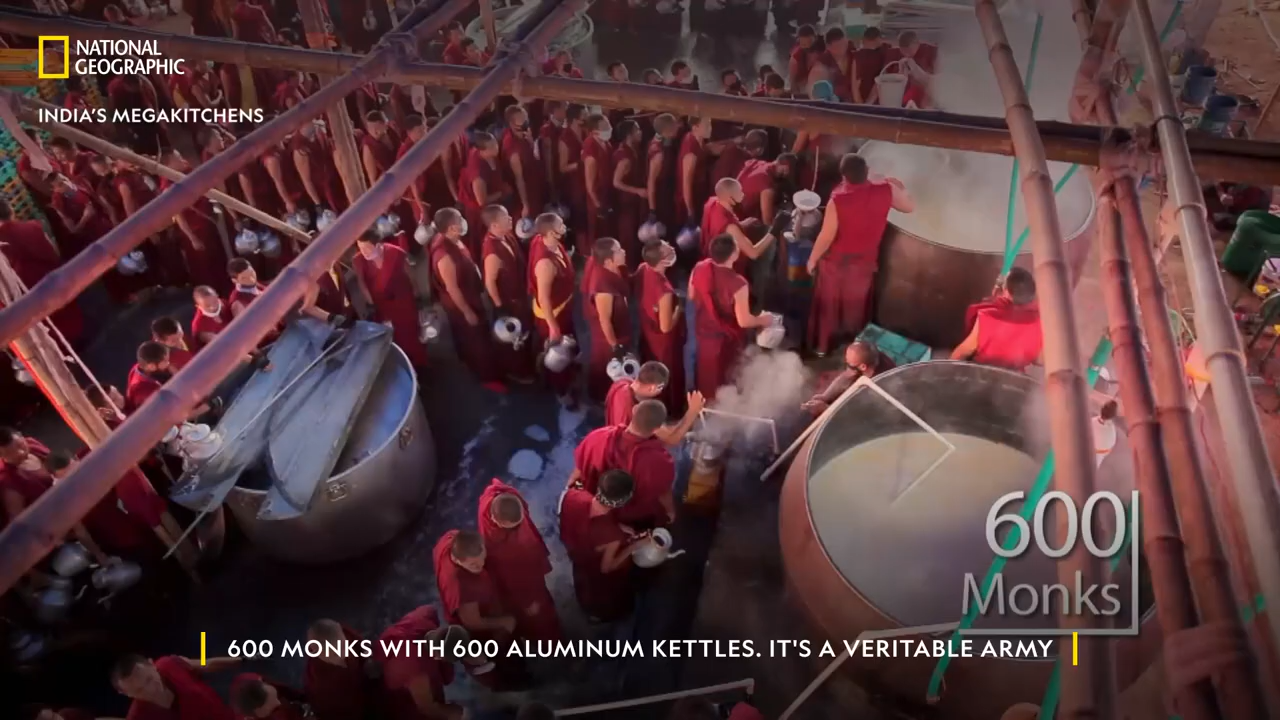 NATIONAL
GEOGRAPHIC
INDIA'S MEGAKITCHENS
600
Monks
600 MONKS WITH 600 ALUMINUM KETTLES. IT'S A VERITABLE ARMY